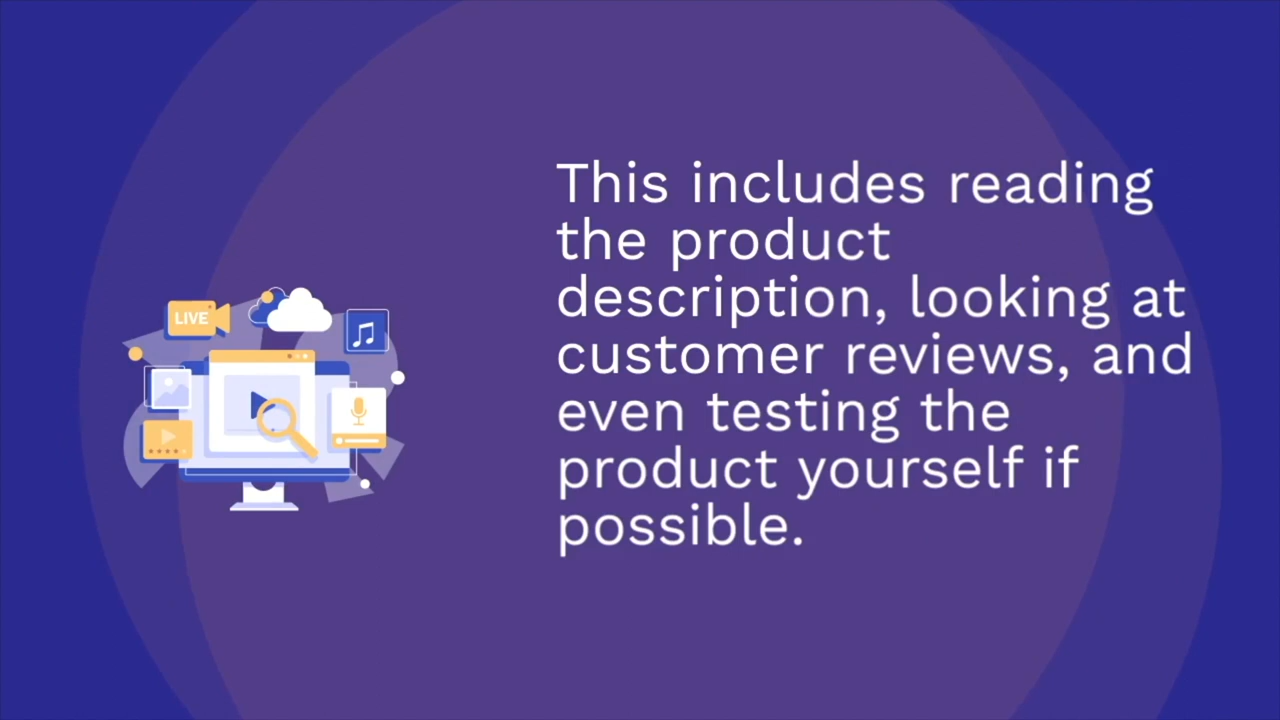 This includes reading
the product
description, looking at
customer reviews, and
even testing the
product yourself if
possible.
LIVE